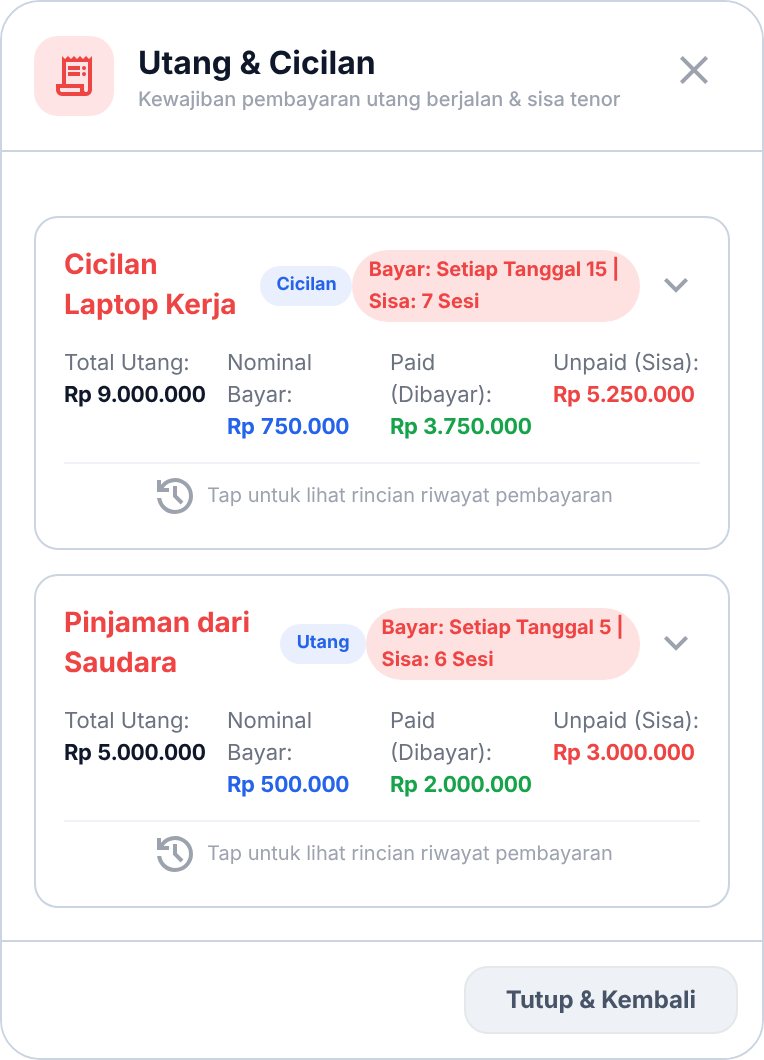 Utang & Cicilan
Kewajiban pembayaran utang berjalan & sisa tenor
Cicilan
Laptop Kerja
Cicilan
Bayar: Setiap Tanggal 15 |
Sisa: 7 Sesi
Total Utang:
Rp 9.000.000
Nominal
Bayar:
Rp 750.000
Paid
(Dibayar):
Rp 3.750.000
Unpaid (Sisa):
Rp 5.250.000
Tap untuk lihat rincian riwayat pembayaran
Pinjaman dari
Saudara
Utang
Bayar: Setiap Tanggal 5 |
Sisa: 6 Sesi
Total Utang:
Rp 5.000.000
Nominal
Bayar:
Rp 500.000
Paid
(Dibayar):
Rp 2.000.000
Unpaid (Sisa):
Rp 3.000.000
Tap untuk lihat rincian riwayat pembayaran
Tutup & Kembali